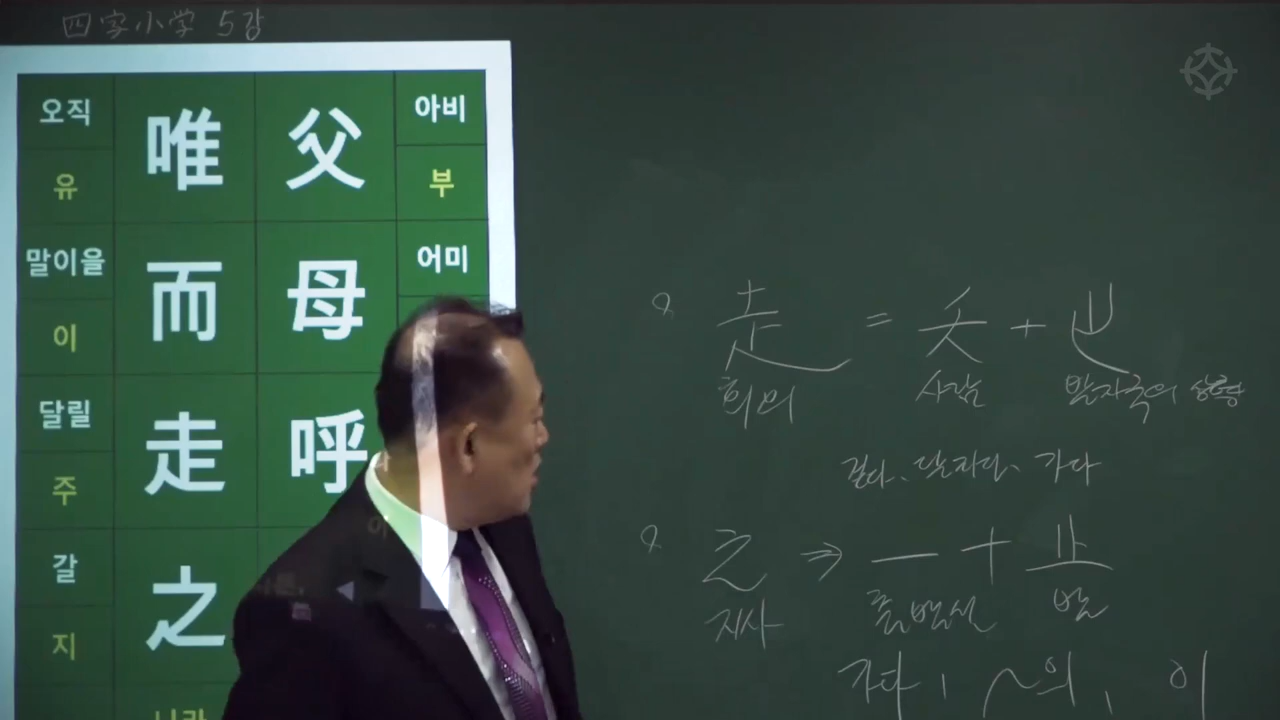 四字小学 5강
오직 唯 父 아비
유 부
말이을 而 母 어미
이
달릴 走 呼
주
갈 之
지
走 = 夭 + 止
회의 사람 발자국의 상형
걷다、달리다、가다
之 ⇒ 一 + 止
지사 출발선 발
가다, ~의, 이